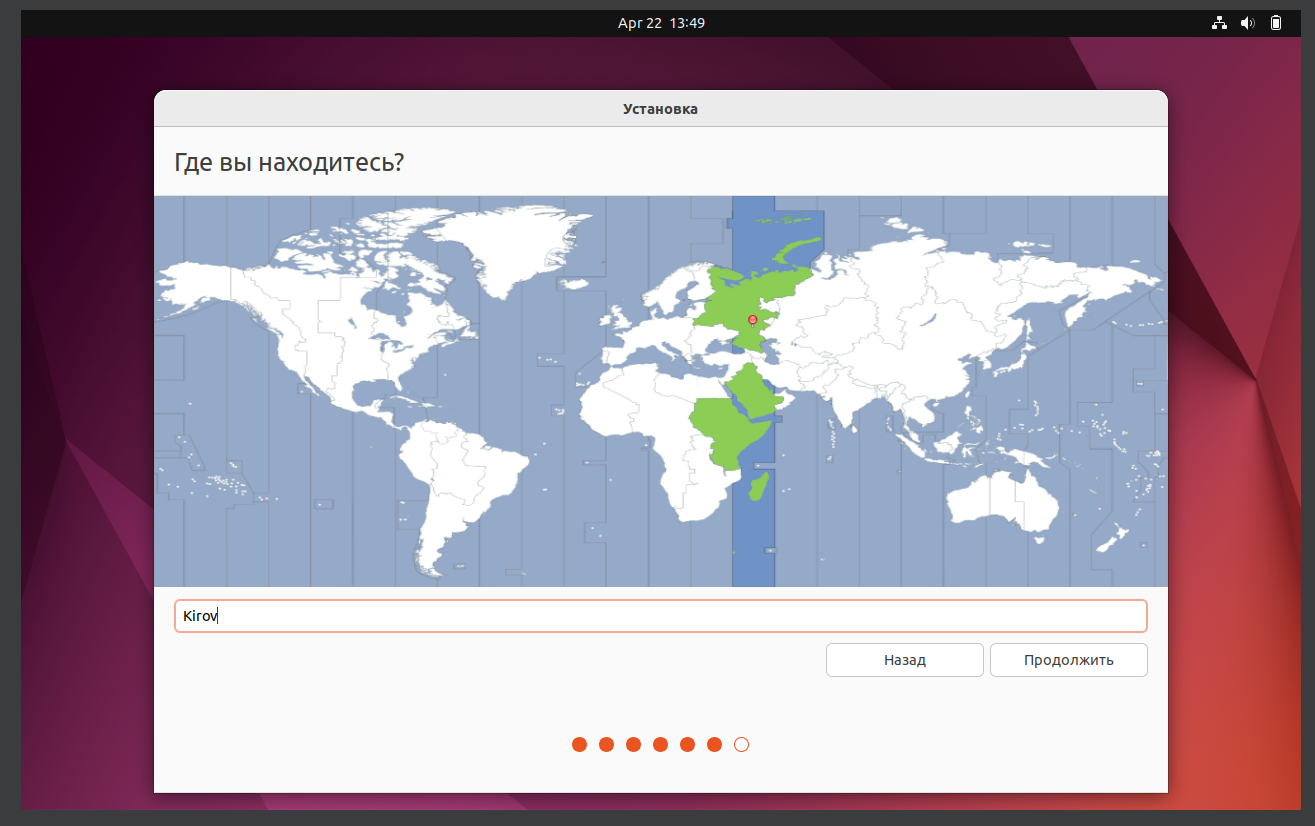 Apr 22 13:49
Установка
Где вы находитесь?
Kirov
Назад
Продолжить